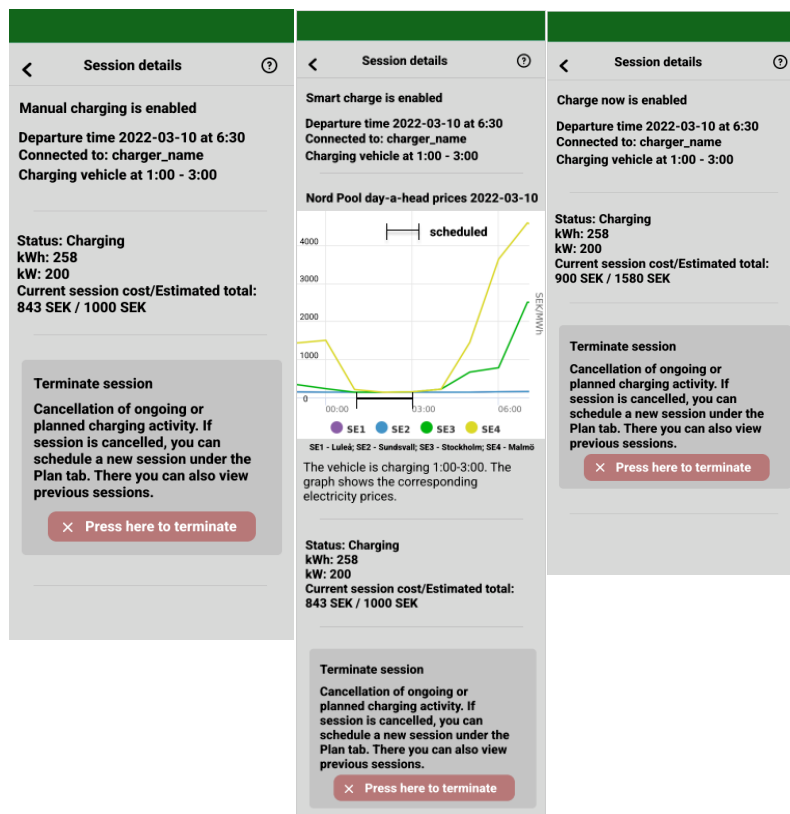 Session details
?
Manual charging is enabled
Departure time 2022-03-10 at 6:30
Connected to: charger_name
Charging vehicle at 1:00 - 3:00
Status: Charging
kWh: 258
kW: 200
Current session cost/Estimated total:
843 SEK / 1000 SEK
Terminate session
Cancellation of ongoing or
planned charging activity. If
session is cancelled, you can
schedule a new session under the
Plan tab. There you can also view
previous sessions.
Press here to terminate
Session details
?
Smart charge is enabled
Departure time 2022-03-10 at 6:30
Connected to: charger_name
Charging vehicle at 1:00 - 3:00
Nord Pool day-a-head prices 2022-03-10
scheduled
4000
3000
2000
1000
0
SEK/MWh
00:00 03:00 06:00
SE1 SE2 SE3 SE4
SE1 - Luleå; SE2 - Sundsvall; SE3 - Stockholm; SE4 - Malmö
The vehicle is charging 1:00-3:00. The
graph shows the corresponding
electricity prices.
Status: Charging
kWh: 258
kW: 200
Current session cost/Estimated total:
843 SEK / 1000 SEK
Terminate session
Cancellation of ongoing or
planned charging activity. If
session is cancelled, you can
schedule a new session under the
Plan tab. There you can also view
previous sessions.
Press here to terminate
Session details
?
Charge now is enabled
Departure time 2022-03-10 at 6:30
Connected to: charger_name
Charging vehicle at 1:00 - 3:00
Status: Charging
kWh: 258
kW: 200
Current session cost/Estimated total:
900 SEK / 1580 SEK
Terminate session
Cancellation of ongoing or
planned charging activity. If
session is cancelled, you can
schedule a new session under the
Plan tab. There you can also view
previous sessions.
Press here to terminate